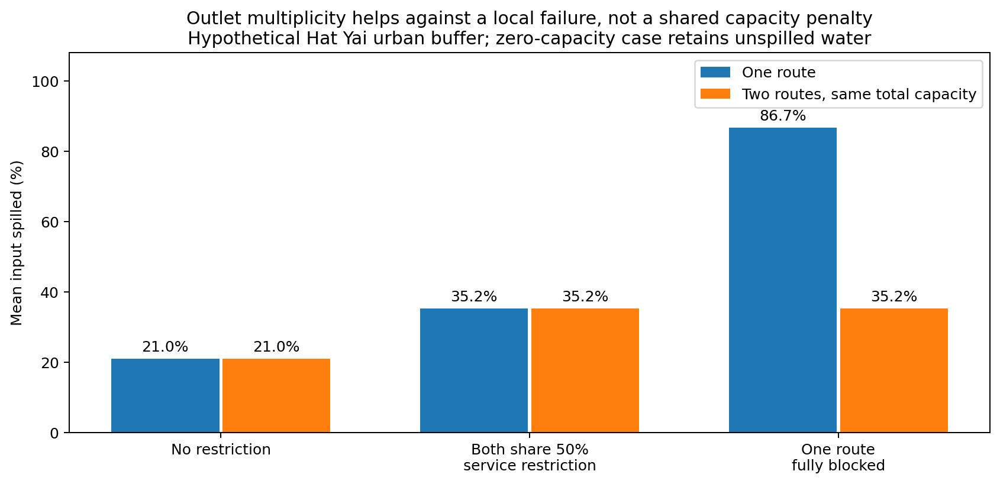 Outlet multiplicity helps against a local failure, not a shared capacity penalty
Hypothetical Hat Yai urban buffer; zero-capacity case retains unspilled water
One route
Two routes, same total capacity
Mean input spilled (%)
100
80
60
40
20
0
21.0%
21.0%
35.2%
35.2%
86.7%
35.2%
No restriction
Both share 50%
service restriction
One route
fully blocked